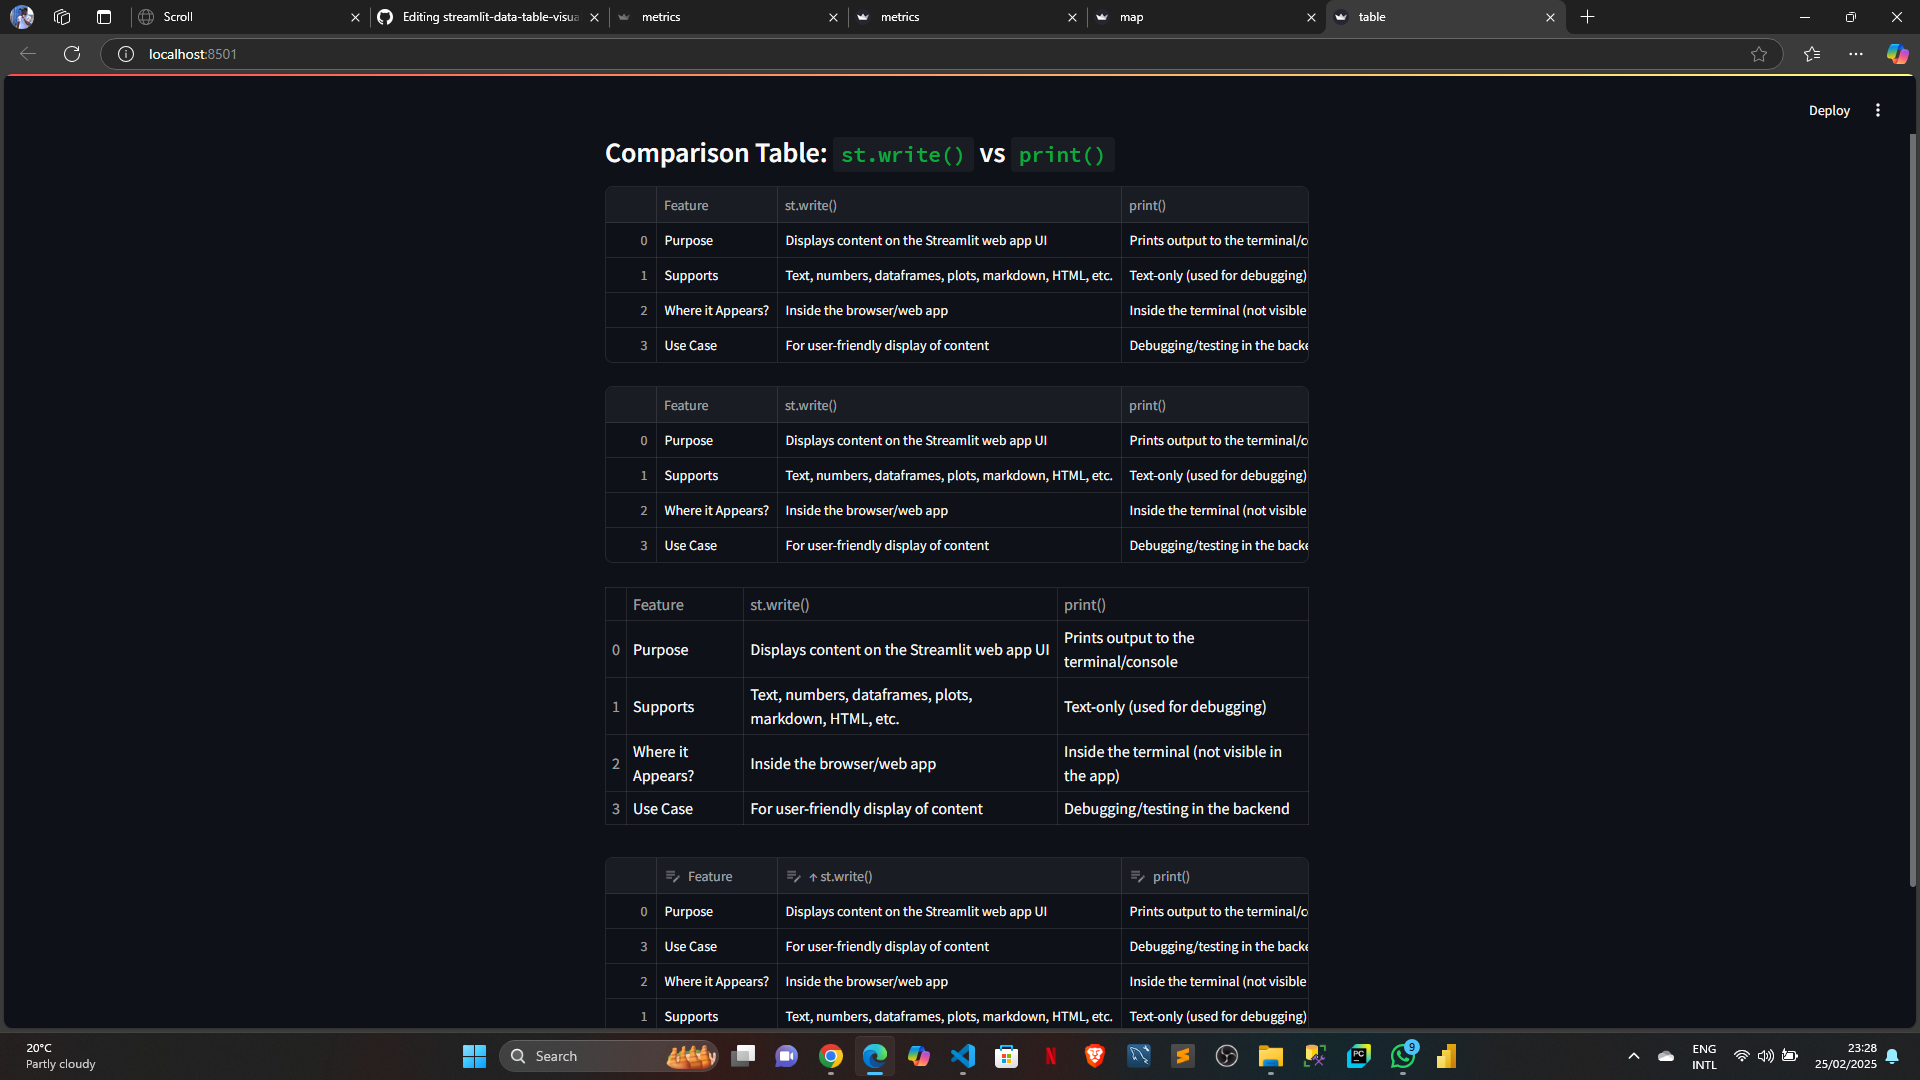 Scroll
Editing streamlit-data-table-visua
metrics
metrics
map
table
localhost:8501
Deploy
Comparison Table: st.write() vs print()
Feature st.write() print()
0 Purpose Displays content on the Streamlit web app UI Prints output to the terminal/c
1 Supports Text, numbers, dataframes, plots, markdown, HTML, etc. Text-only (used for debugging)
2 Where it Appears? Inside the browser/web app Inside the terminal (not visible
3 Use Case For user-friendly display of content Debugging/testing in the backe
Feature st.write() print()
0 Purpose Displays content on the Streamlit web app UI Prints output to the terminal/c
1 Supports Text, numbers, dataframes, plots, markdown, HTML, etc. Text-only (used for debugging)
2 Where it Appears? Inside the browser/web app Inside the terminal (not visible
3 Use Case For user-friendly display of content Debugging/testing in the backe
Feature st.write() print()
0 Purpose Displays content on the Streamlit web app UI Prints output to the
terminal/console
1 Supports Text, numbers, dataframes, plots,
markdown, HTML, etc. Text-only (used for debugging)
2 Where it
Appears? Inside the browser/web app Inside the terminal (not visible in
the app)
3 Use Case For user-friendly display of content Debugging/testing in the backend
Feature ↑ st.write() print()
0 Purpose Displays content on the Streamlit web app UI Prints output to the terminal/c
3 Use Case For user-friendly display of content Debugging/testing in the backe
2 Where it Appears? Inside the browser/web app Inside the terminal (not visible
1 Supports Text, numbers, dataframes, plots, markdown, HTML, etc. Text-only (used for debugging)
20°C
Partly cloudy
Search
PC
9
ENG
INTL
23:28
25/02/2025